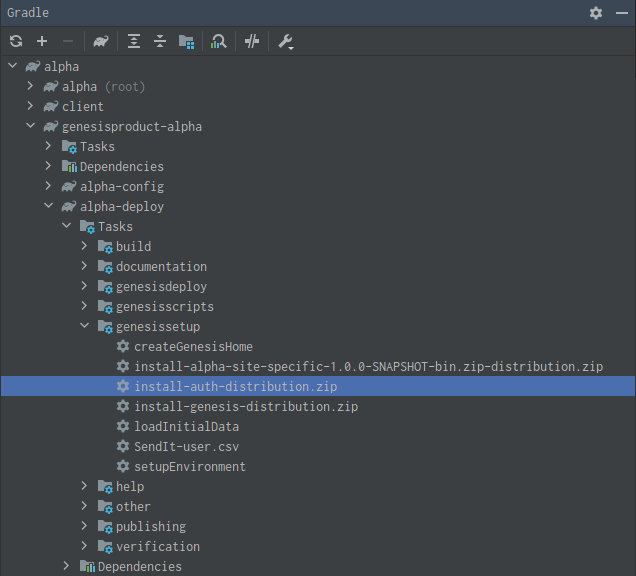 Gradle
alpha
alpha (root)
client
genesisproduct-alpha
Tasks
Dependencies
alpha-config
alpha-deploy
Tasks
build
documentation
genesisdeploy
genesisscripts
genesissetup
createGenesisHome
install-alpha-site-specific-1.0.0-SNAPSHOT-bin.zip-distribution.zip
install-auth-distribution.zip
install-genesis-distribution.zip
loadInitialData
SendIt-user.csv
setupEnvironment
help
other
publishing
verification
Dependencies